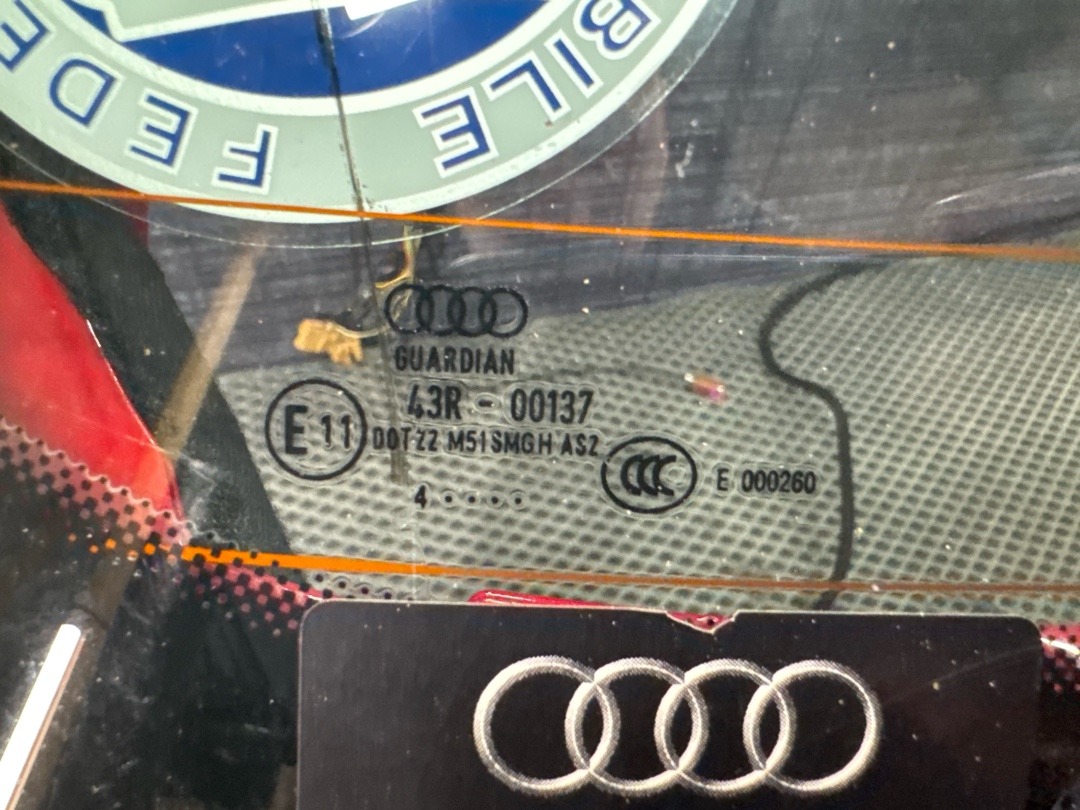 BILE FEDE
GUARDIAN
E 11
43R - 00137
DOT 22 M51 SMGH AS2
CCC
E 000260
4 . . . .